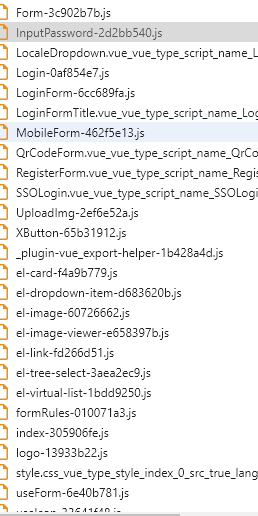 Form-3c902b7b.js
InputPassword-2d2bb540.js
LocaleDropdown.vue_vue_type_script_name_L
Login-0af854e7.js
LoginForm-6cc689fa.js
LoginFormTitle.vue_vue_type_script_name_Log
MobileForm-462f5e13.js
QrCodeForm.vue_vue_type_script_name_QrCo
RegisterForm.vue_vue_type_script_name_Regis
SSOLogin.vue_vue_type_script_name_SSOLogi
UploadImg-2ef6e52a.js
XButton-65b31912.js
_plugin-vue_export-helper-1b428a4d.js
el-card-f4a9b779.js
el-dropdown-item-d683620b.js
el-image-60726662.js
el-image-viewer-e658397b.js
el-link-fd266d51.js
el-tree-select-3aea2ec9.js
el-virtual-list-1bdd9250.js
formRules-010071a3.js
index-305906fe.js
logo-13933b22.js
style.css_vue_type_style_index_0_src_true_lang
useForm-6e40b781.js